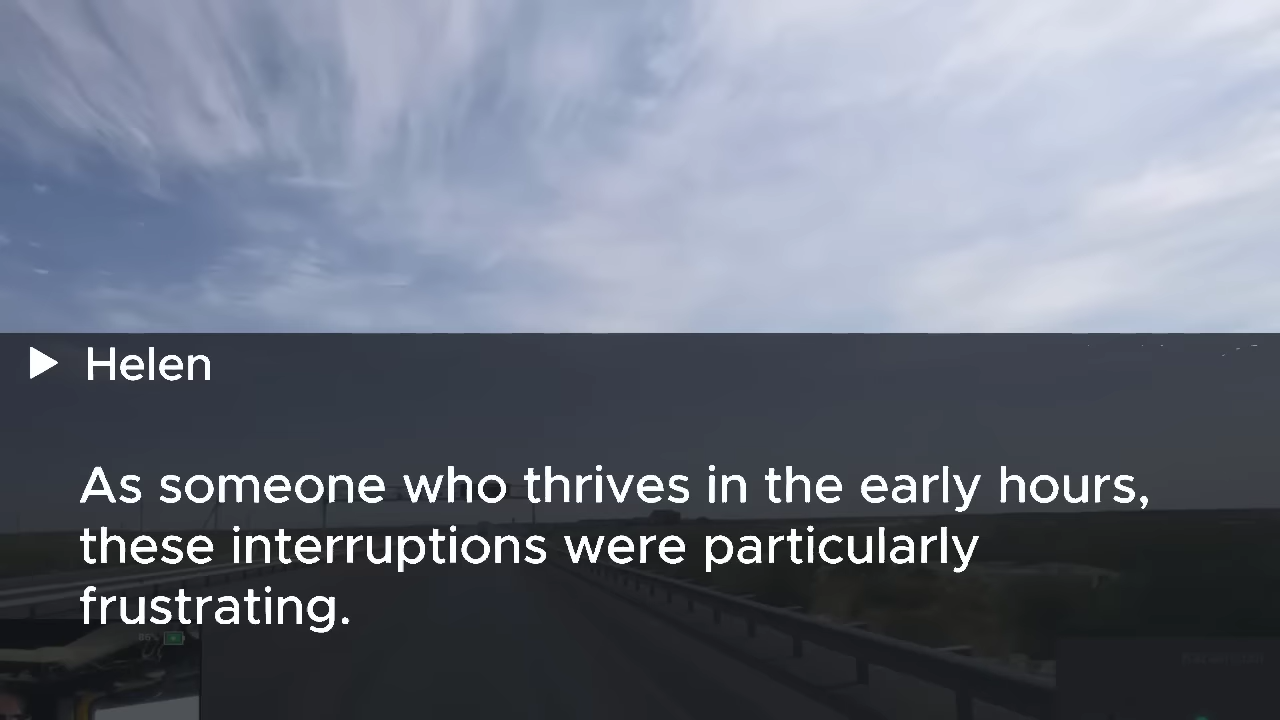 Helen
As someone who thrives in the early hours,
these interruptions were particularly
frustrating.